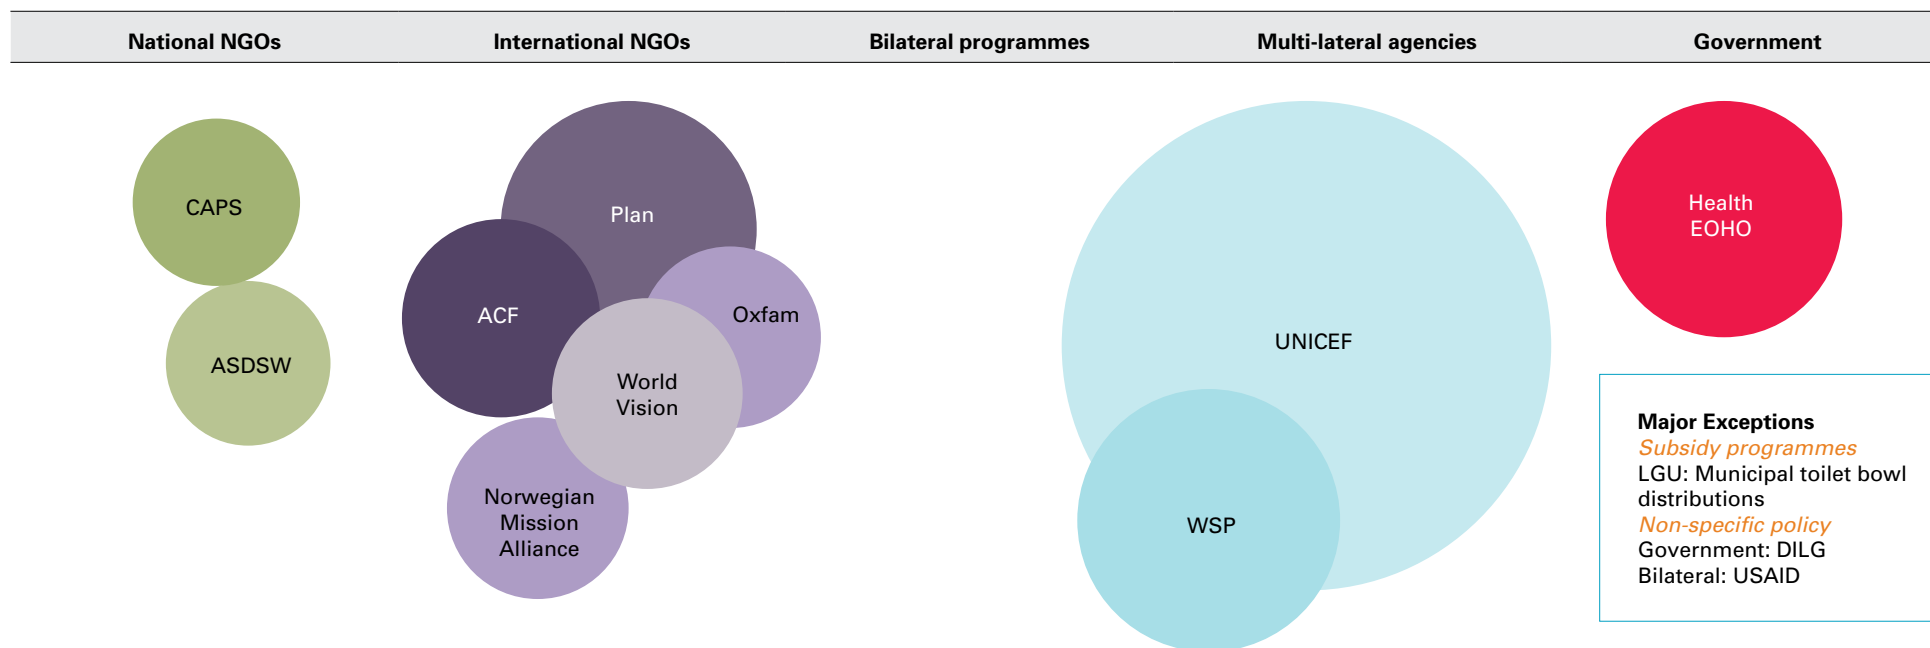 National NGOs
International NGOs
Bilateral programmes
Multi-lateral agencies
Government
CAPS
ASDSW
Plan
ACF
Oxfam
World
Vision
Norwegian
Mission
Alliance
UNICEF
WSP
Health
EOHO
Major Exceptions
Subsidy programmes
LGU: Municipal toilet bowl
distributions
Non-specific policy
Government: DILG
Bilateral: USAID